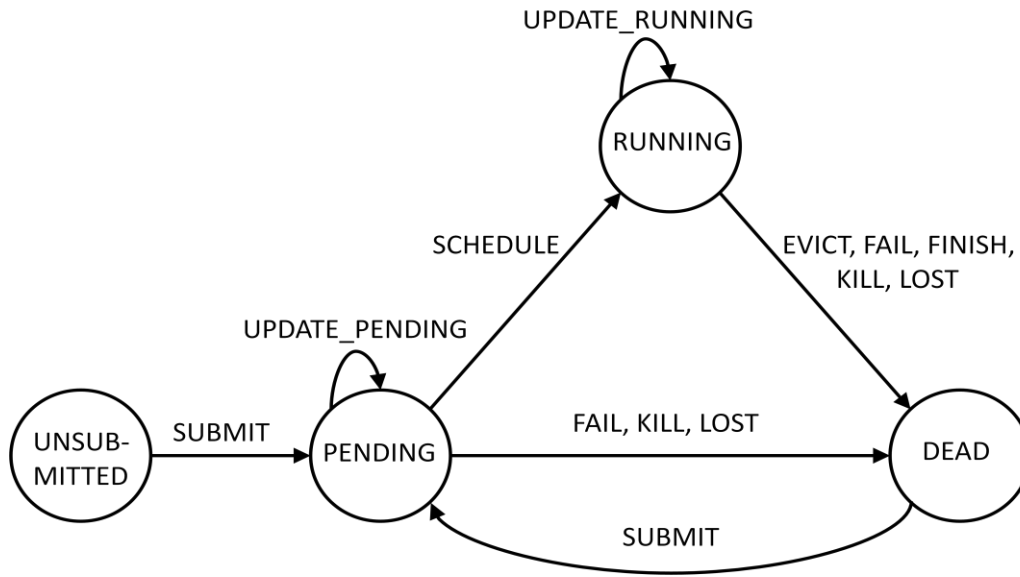 UPDATE_RUNNING
RUNNING
SCHEDULE
EVICT, FAIL, FINISH,
KILL, LOST
UPDATE_PENDING
UNSUB-
MITTED
SUBMIT
PENDING
FAIL, KILL, LOST
DEAD
SUBMIT